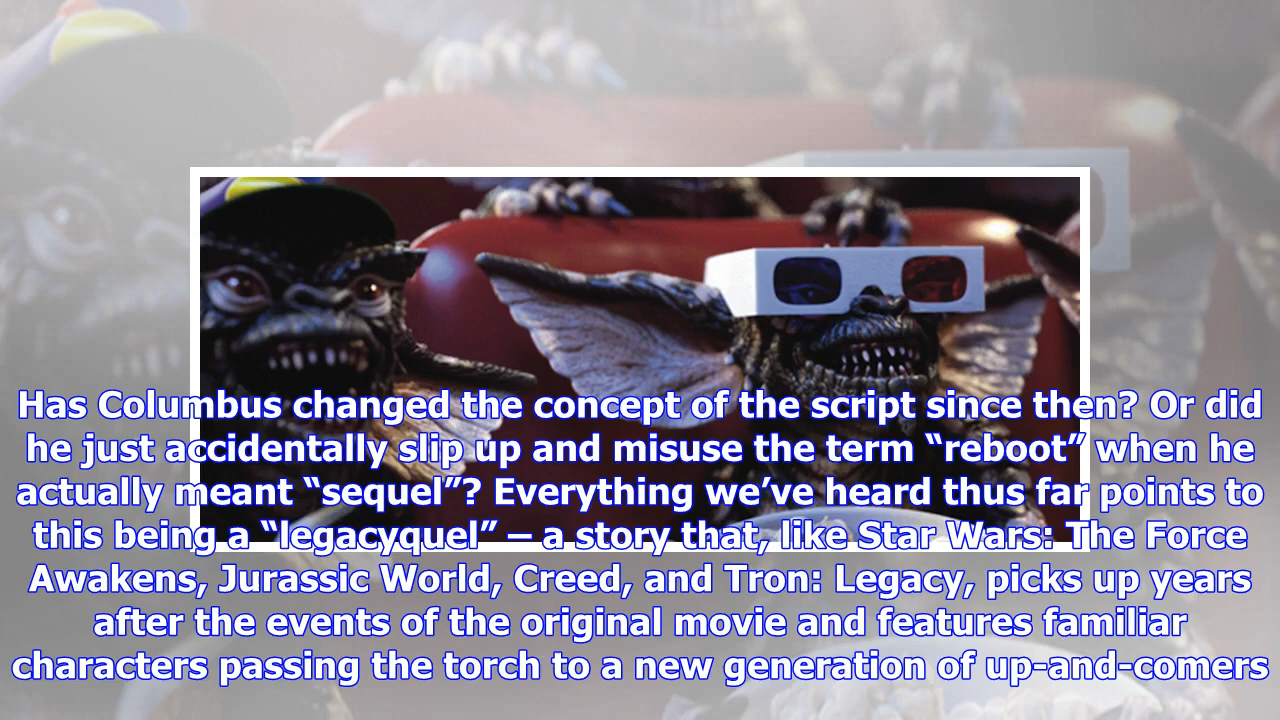 Has Columbus changed the concept of the script since then? Or did
he just accidentally slip up and misuse the term “reboot” when he
actually meant “sequel”? Everything we’ve heard thus far points to
this being a “legacyquel” – a story that, like Star Wars: The Force
Awakens, Jurassic World, Creed, and Tron: Legacy, picks up years
after the events of the original movie and features familiar
characters passing the torch to a new generation of up-and-comers